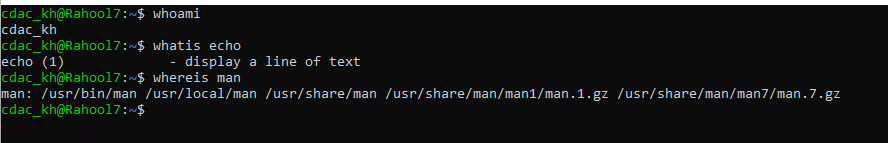 cdac_kh@Rahool7:~$ whoami
cdac_kh
cdac_kh@Rahool7:~$ whatis echo
echo (1)             - display a line of text
cdac_kh@Rahool7:~$ whereis man
man: /usr/bin/man /usr/local/man /usr/share/man /usr/share/man/man1/man.1.gz /usr/share/man/man7/man.7.gz
cdac_kh@Rahool7:~$